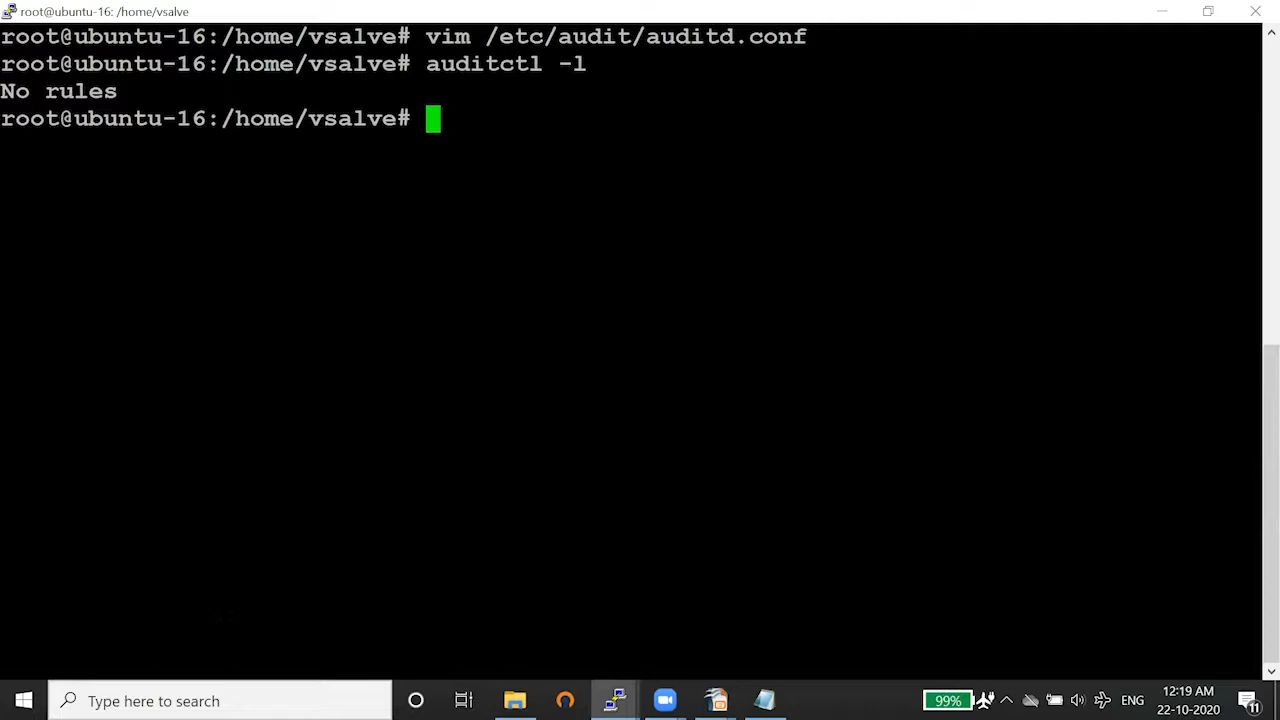 root@ubuntu-16: /home/vsalve
root@ubuntu-16:/home/vsalve# vim /etc/audit/auditd.conf
root@ubuntu-16:/home/vsalve# auditctl -l
No rules
root@ubuntu-16:/home/vsalve#
Type here to search
99%
ENG
12:19 AM
22-10-2020
11